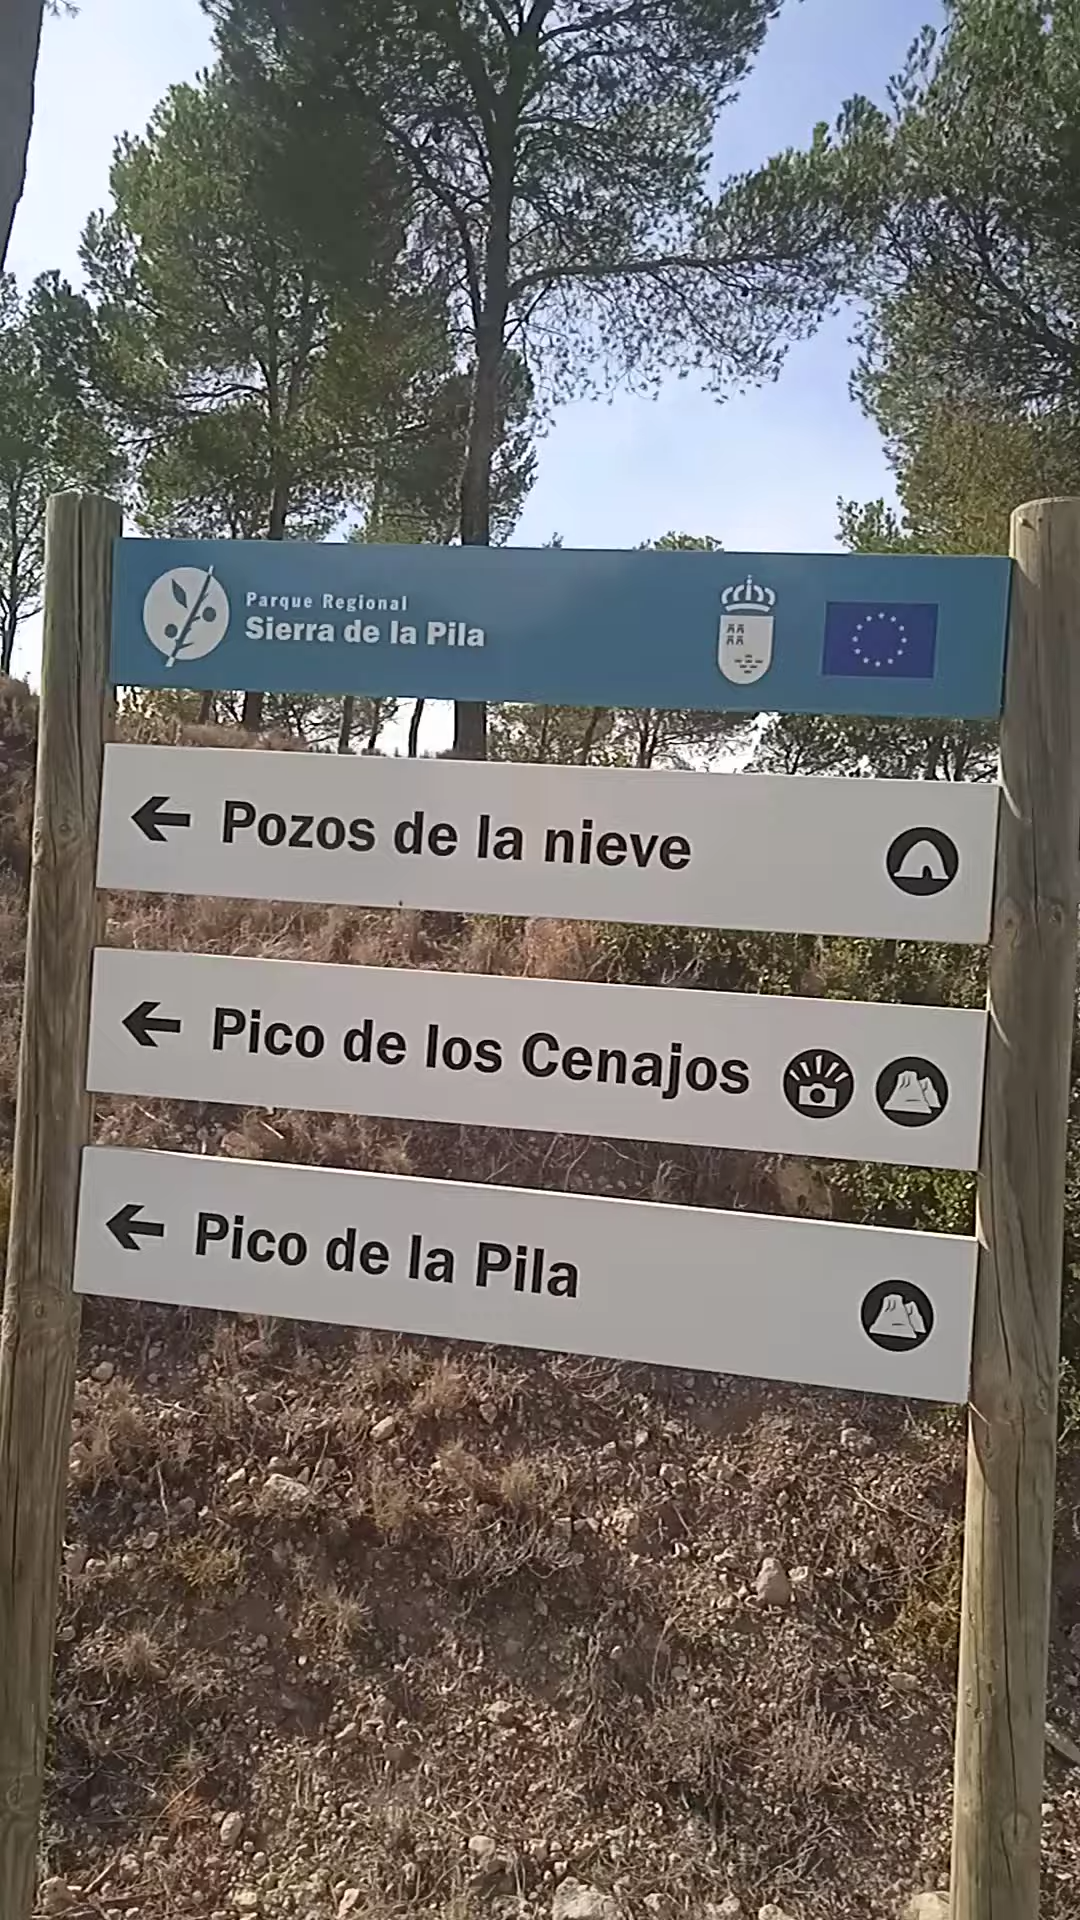 Parque Regional
Sierra de la Pila
Pozos de la nieve
Pico de los Cenajos
Pico de la Pila